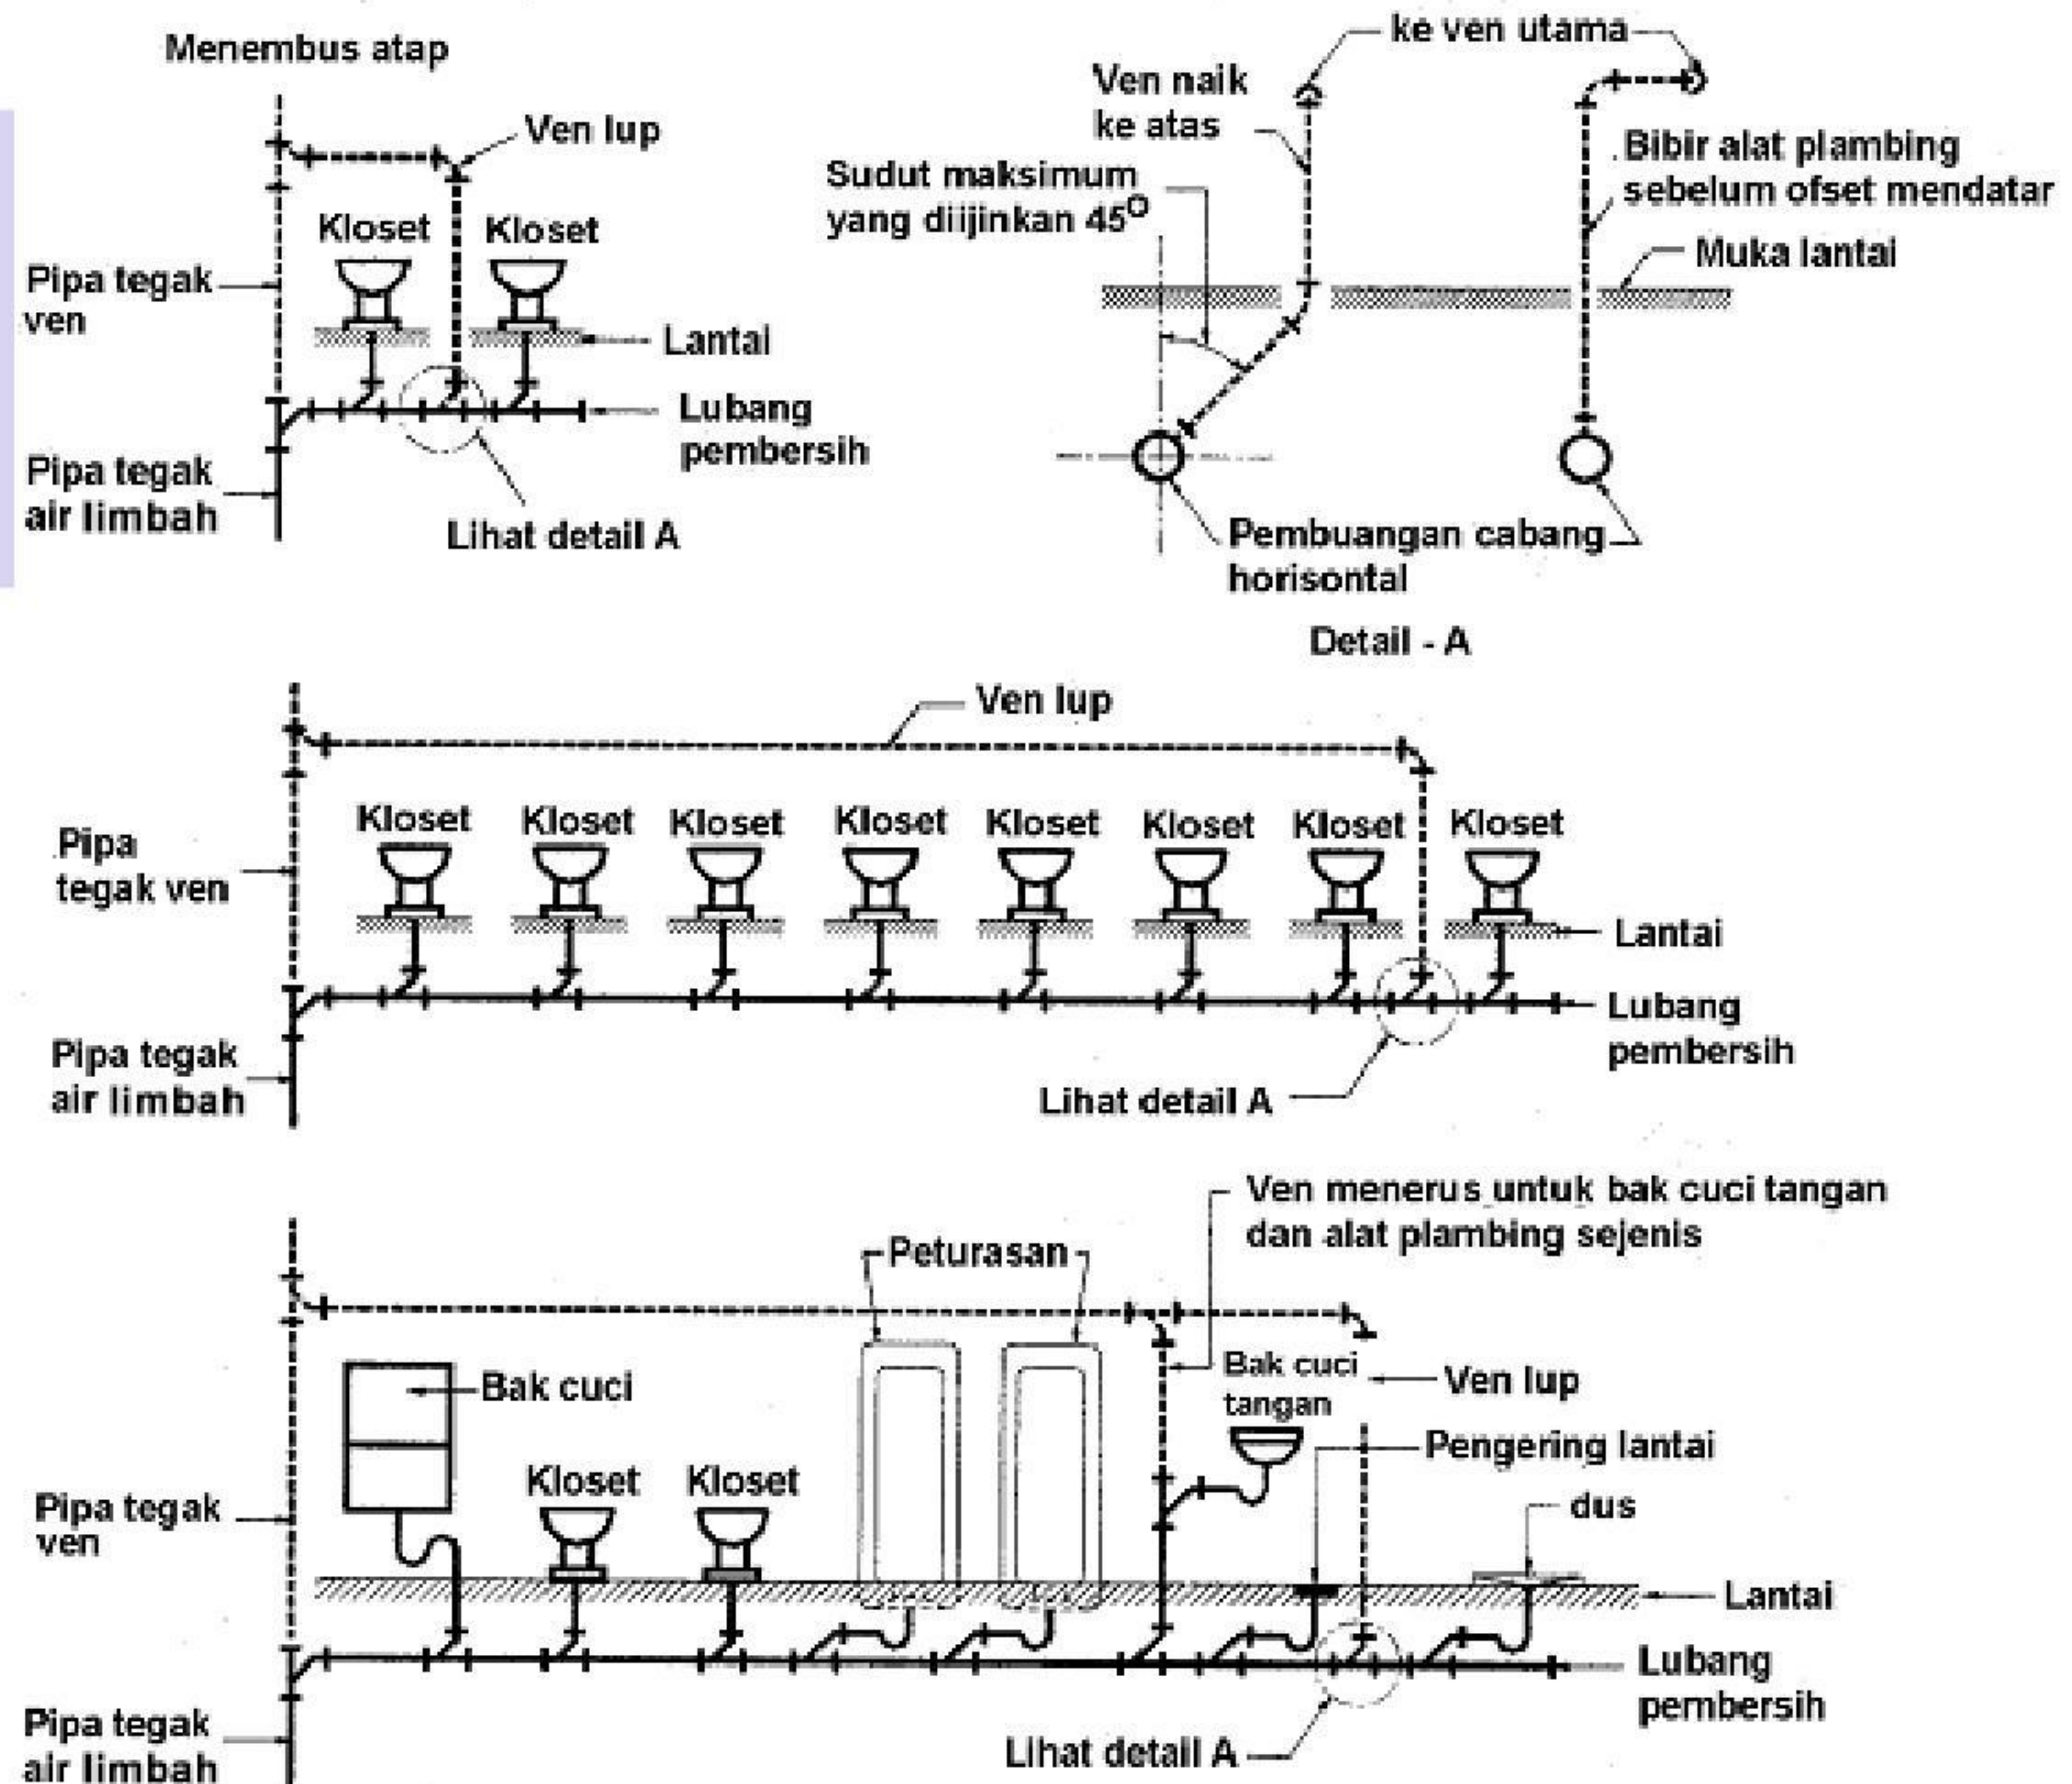 Menembus atap
Ven lup
Kloset
Kloset
Pipa tegak
ven
Lantai
Lubang
pembersih
Pipa tegak
air limbah
Lihat detail A
ke ven utama
Ven naik
ke atas
Sudut maksimum
yang diijinkan 45°
Bibir alat plambing
sebelum ofset mendatar
Muka lantai
Pembuangan cabang
horisontal
Detail - A
Ven lup
Kloset
Kloset
Kloset
Kloset
Kloset
Kloset
Kloset
Kloset
Pipa
tegak ven
Lantai
Lubang
pembersih
Pipa tegak
air limbah
Lihat detail A
Ven menerus untuk bak cuci tangan
dan alat plambing sejenis
Peturasan
Bak cuci
Bak cuci
tangan
Ven lup
Pengering lantai
Kloset
Kloset
dus
Pipa tegak
ven
Lantai
Lubang
pembersih
Pipa tegak
air limbah
Lihat detail A